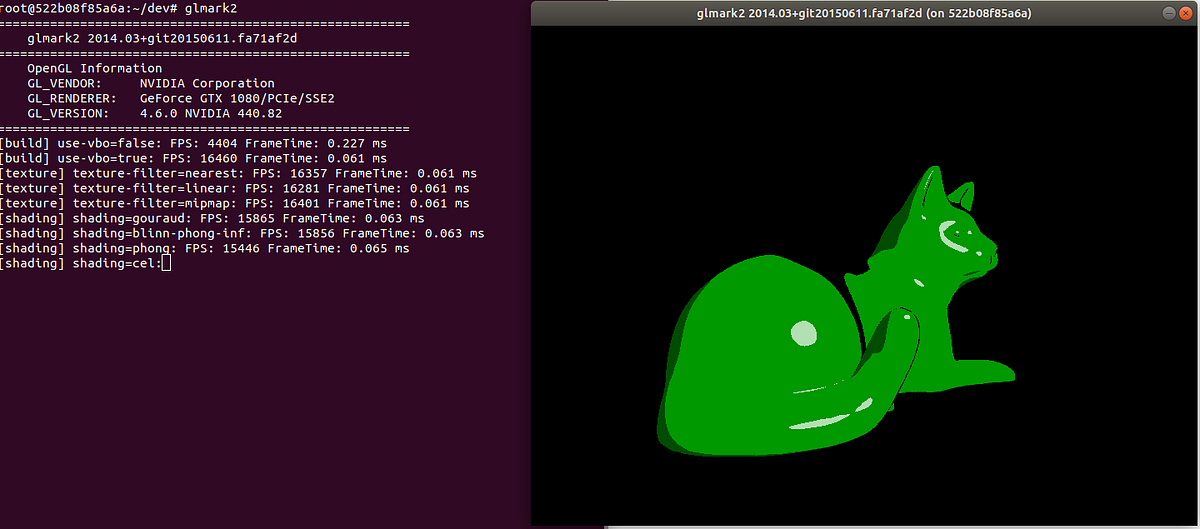 root@522b08f85a6a:~/dev# glmark2
=======================================================
    glmark2 2014.03+git20150611.fa71af2d
=======================================================
    OpenGL Information
    GL_VENDOR:     NVIDIA Corporation
    GL_RENDERER:   GeForce GTX 1080/PCIe/SSE2
    GL_VERSION:    4.6.0 NVIDIA 440.82
=======================================================
[build] use-vbo=false: FPS: 4404 FrameTime: 0.227 ms
[build] use-vbo=true: FPS: 16460 FrameTime: 0.061 ms
[texture] texture-filter=nearest: FPS: 16357 FrameTime: 0.061 ms
[texture] texture-filter=linear: FPS: 16281 FrameTime: 0.061 ms
[texture] texture-filter=mipmap: FPS: 16401 FrameTime: 0.061 ms
[shading] shading=gouraud: FPS: 15865 FrameTime: 0.063 ms
[shading] shading=blinn-phong-inf: FPS: 15856 FrameTime: 0.063 ms
[shading] shading=phong: FPS: 15446 FrameTime: 0.065 ms
[shading] shading=cel:
glmark2 2014.03+git20150611.fa71af2d (on 522b08f85a6a)